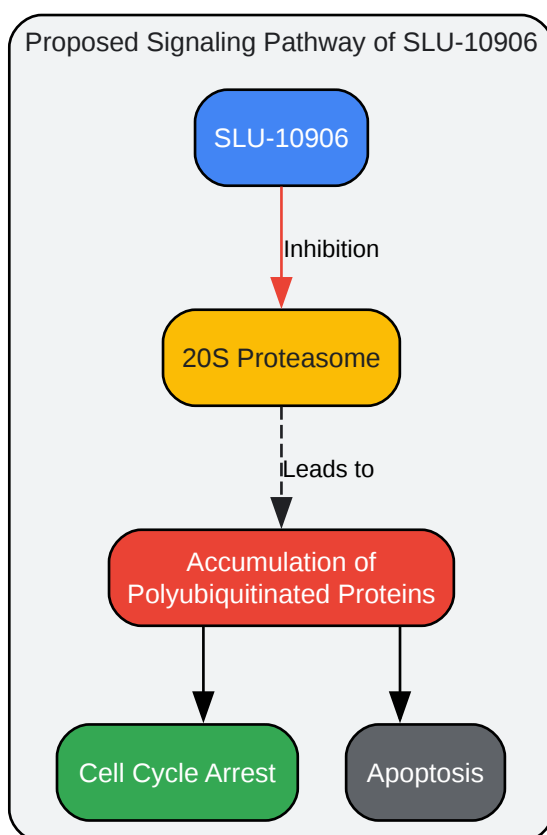 Proposed Signaling Pathway of SLU-10906
SLU-10906
Inhibition
20S Proteasome
Leads to
Accumulation of
Polyubiquitinated Proteins
Cell Cycle Arrest
Apoptosis